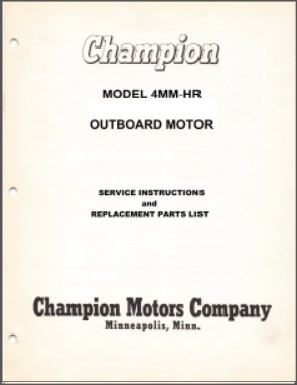 Champion
MODEL 4MM-HR
OUTBOARD MOTOR
SERVICE INSTRUCTIONS
and
REPLACEMENT PARTS LIST
Champion Motors Company
Minneapolis, Minn.